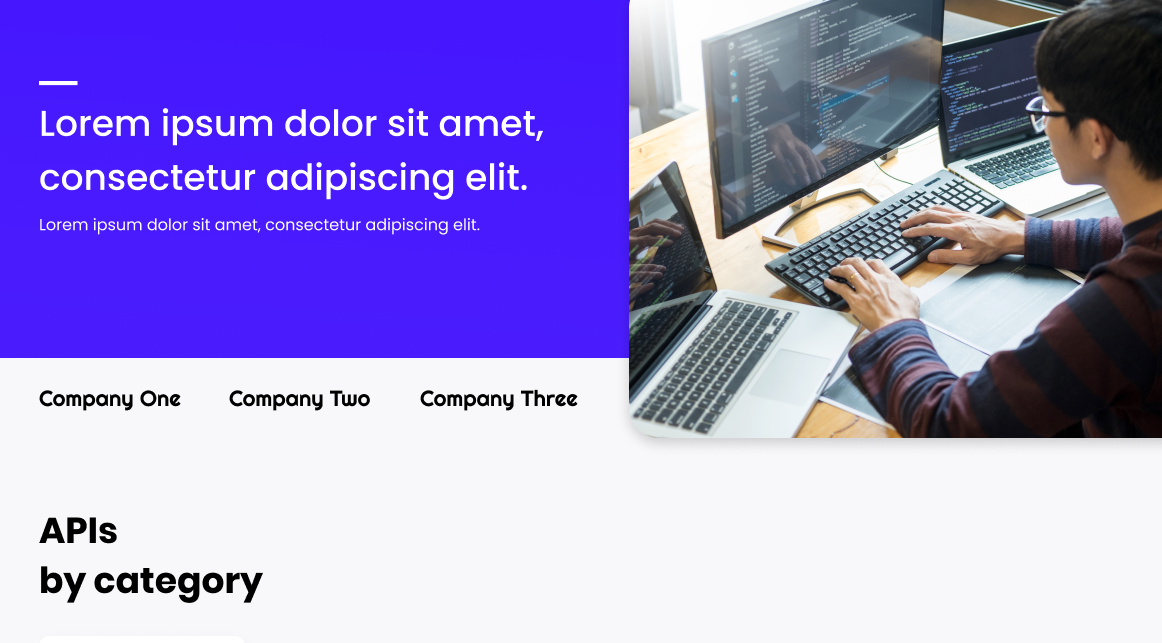 Lorem ipsum dolor sit amet,
consectetur adipiscing elit.
Lorem ipsum dolor sit amet, consectetur adipiscing elit.
Company One
Company Two
Company Three
APIs
by category